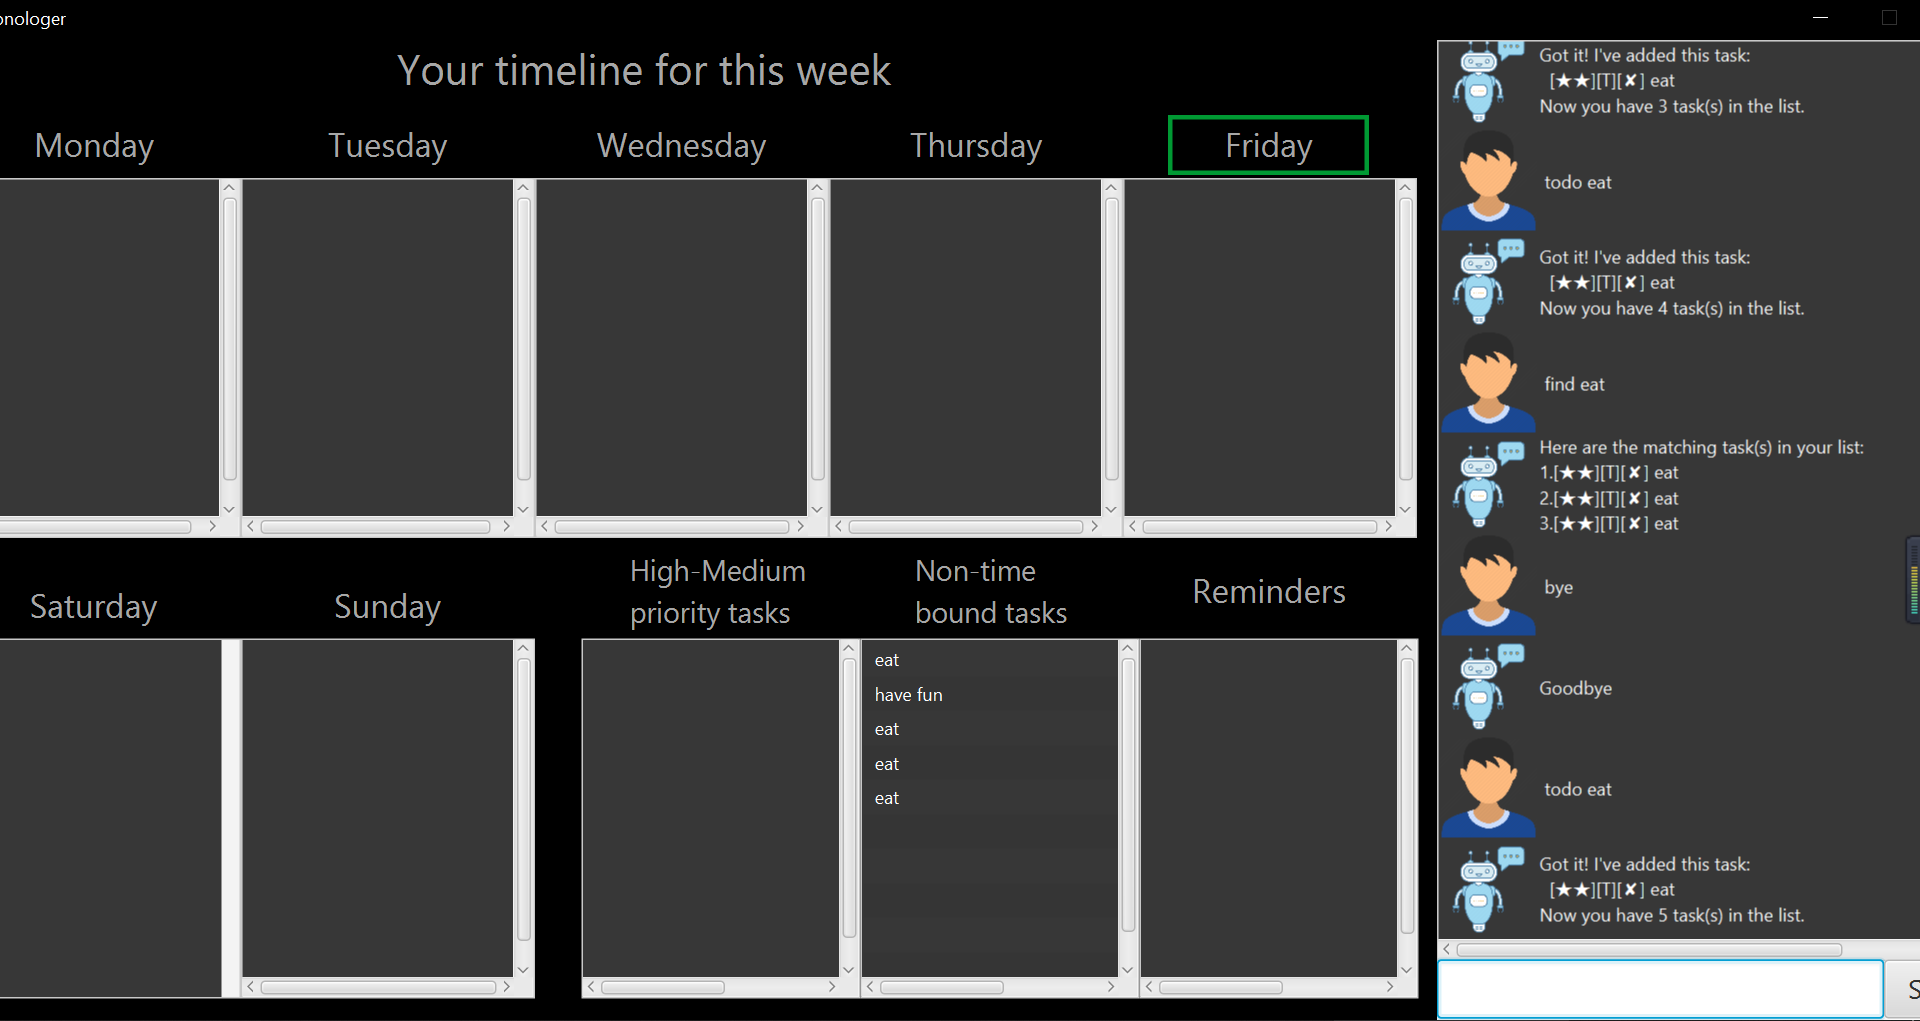 onologer
Your timeline for this week
Monday
Tuesday
Wednesday
Thursday
Friday
Saturday
Sunday
High-Medium
priority tasks
Non-time
bound tasks
Reminders
eat
have fun
eat
eat
eat
Got it! I've added this task:
[★★][T][✘] eat
Now you have 3 task(s) in the list.
todo eat
Got it! I've added this task:
[★★][T][✘] eat
Now you have 4 task(s) in the list.
find eat
Here are the matching task(s) in your list:
1.[★★][T][✘] eat
2.[★★][T][✘] eat
3.[★★][T][✘] eat
bye
Goodbye
todo eat
Got it! I've added this task:
[★★][T][✘] eat
Now you have 5 task(s) in the list.
S